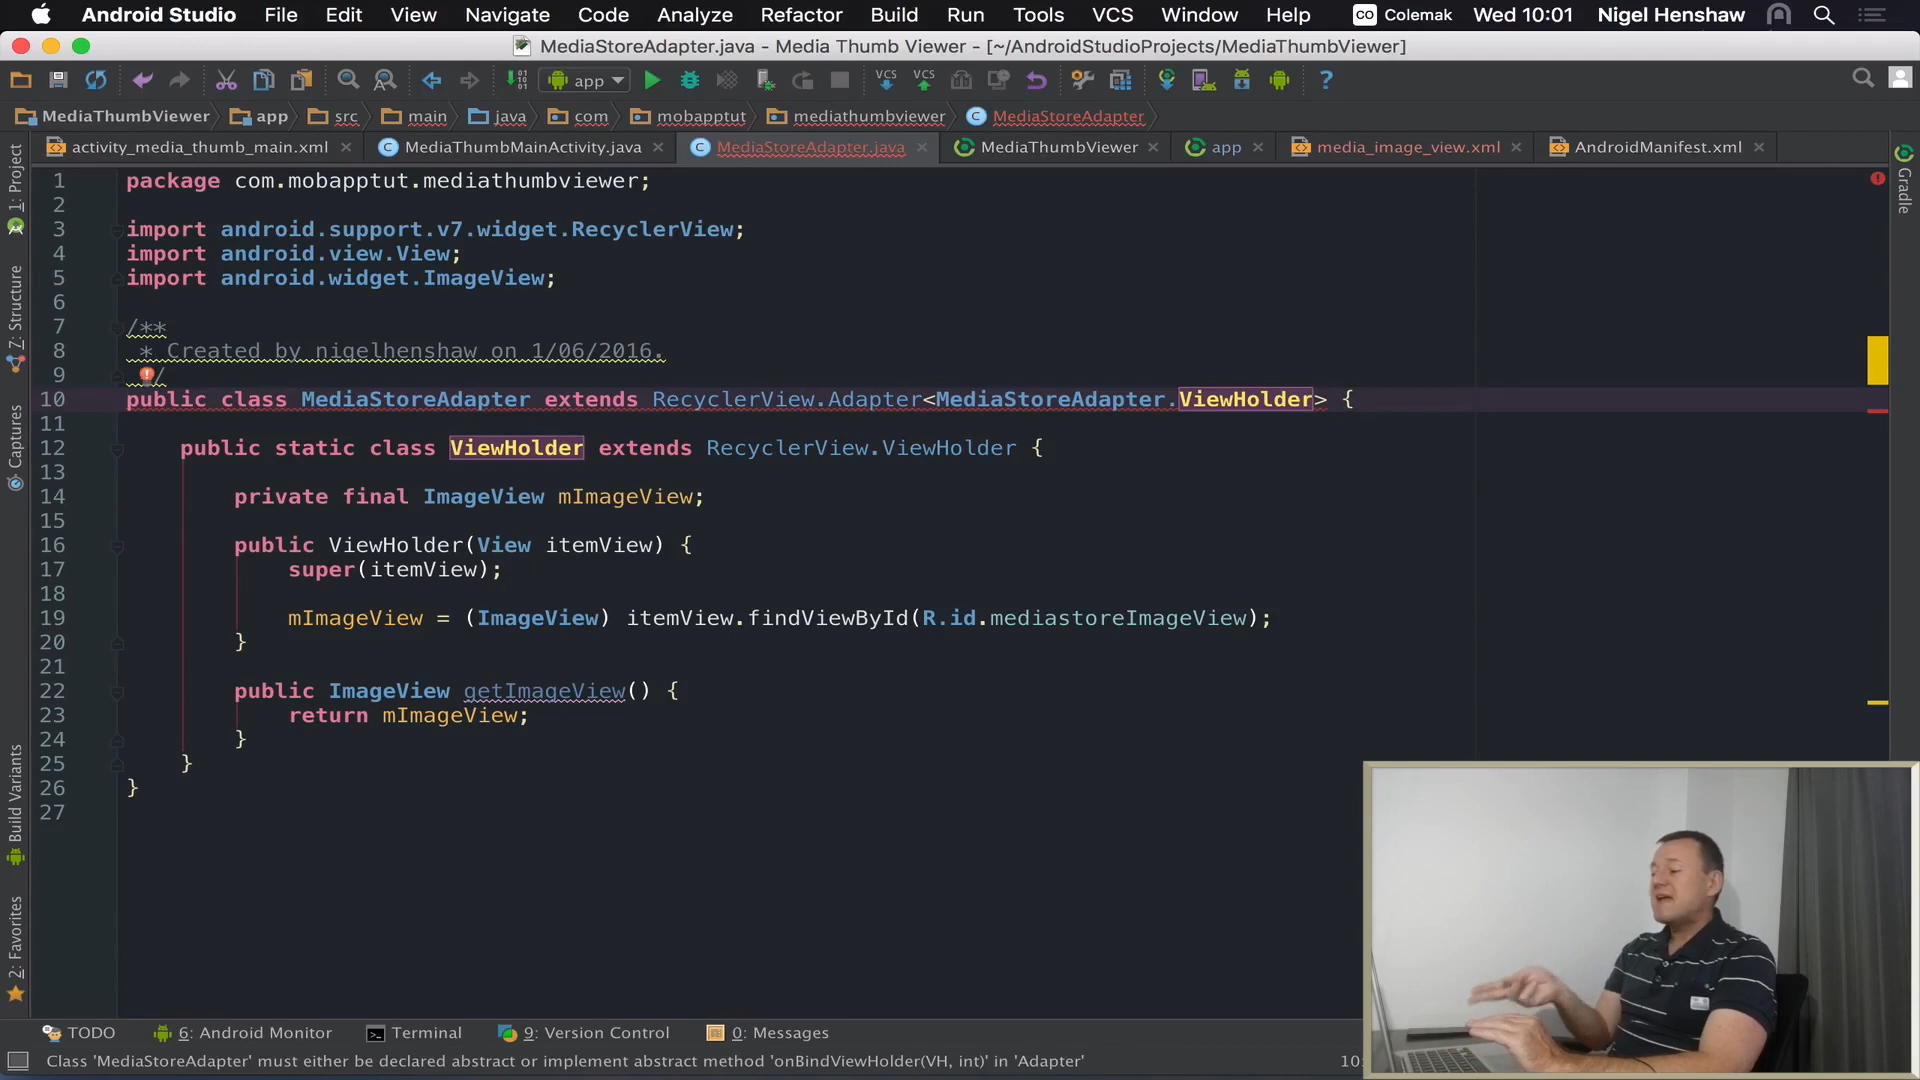 Android Studio File Edit View Navigate Code Analyze Refactor Build Run Tools VCS Window Help CO Colemak Wed 10:01 Nigel Henshaw
MediaStoreAdapter.java - Media Thumb Viewer - [~/AndroidStudioProjects/MediaThumbViewer]
app VCS VCS ?
MediaThumbViewer app src main java com mobapptut mediathumbviewer MediaStoreAdapter
activity_media_thumb_main.xml MediaThumbMainActivity.java MediaStoreAdapter.java MediaThumbViewer app media_image_view.xml AndroidManifest.xml
1: Project
Z: Structure
Captures
Build Variants
2: Favorites
Gradle
1 package com.mobapptut.mediathumbviewer;
2
3 import android.support.v7.widget.RecyclerView;
4 import android.view.View;
5 import android.widget.ImageView;
6
7 /**
8 * Created by nigelhenshaw on 1/06/2016.
9 */
10 public class MediaStoreAdapter extends RecyclerView.Adapter<MediaStoreAdapter.ViewHolder> {
11
12 public static class ViewHolder extends RecyclerView.ViewHolder {
13
14 private final ImageView mImageView;
15
16 public ViewHolder(View itemView) {
17 super(itemView);
18
19 mImageView = (ImageView) itemView.findViewById(R.id.mediastoreImageView);
20 }
21
22 public ImageView getImageView() {
23 return mImageView;
24 }
25 }
26 }
27
TODO 6: Android Monitor Terminal 9: Version Control 0: Messages
Class 'MediaStoreAdapter' must either be declared abstract or implement abstract method 'onBindViewHolder(VH, int)' in 'Adapter' 10: